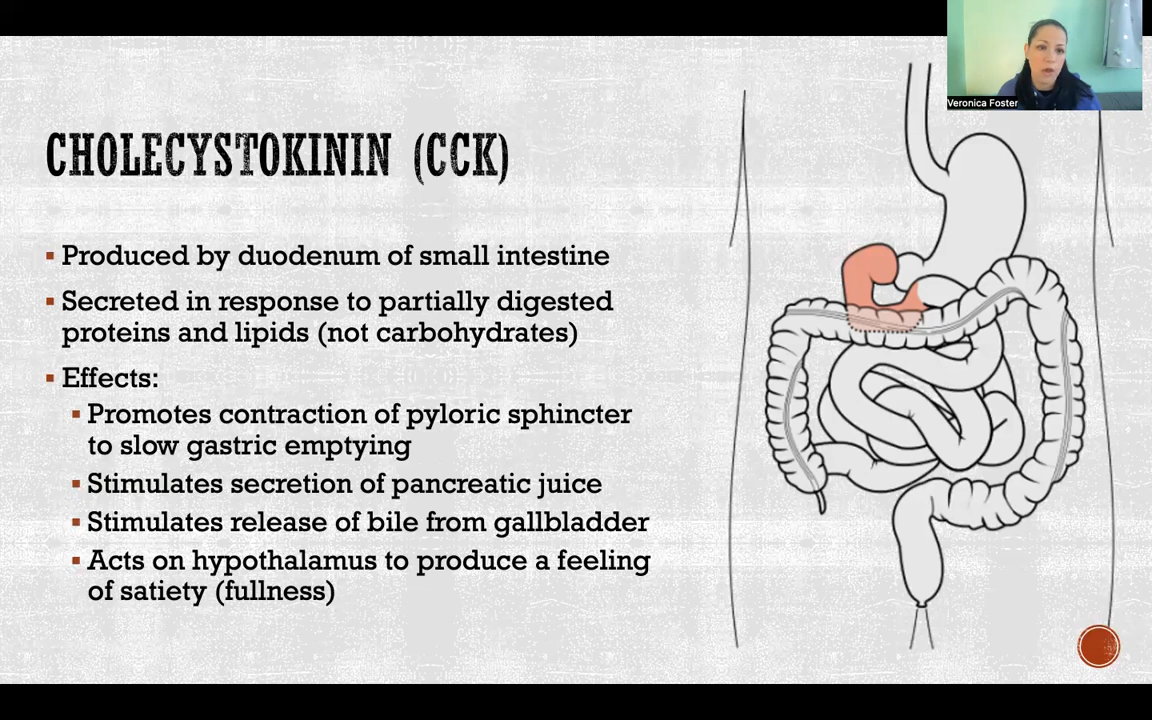 CHOLECYSTOKININ (CCK)
▪ Produced by duodenum of small intestine
▪ Secreted in response to partially digested
proteins and lipids (not carbohydrates)
▪ Effects:
▪ Promotes contraction of pyloric sphincter
to slow gastric emptying
▪ Stimulates secretion of pancreatic juice
▪ Stimulates release of bile from gallbladder
▪ Acts on hypothalamus to produce a feeling
of satiety (fullness)
Veronica Foster